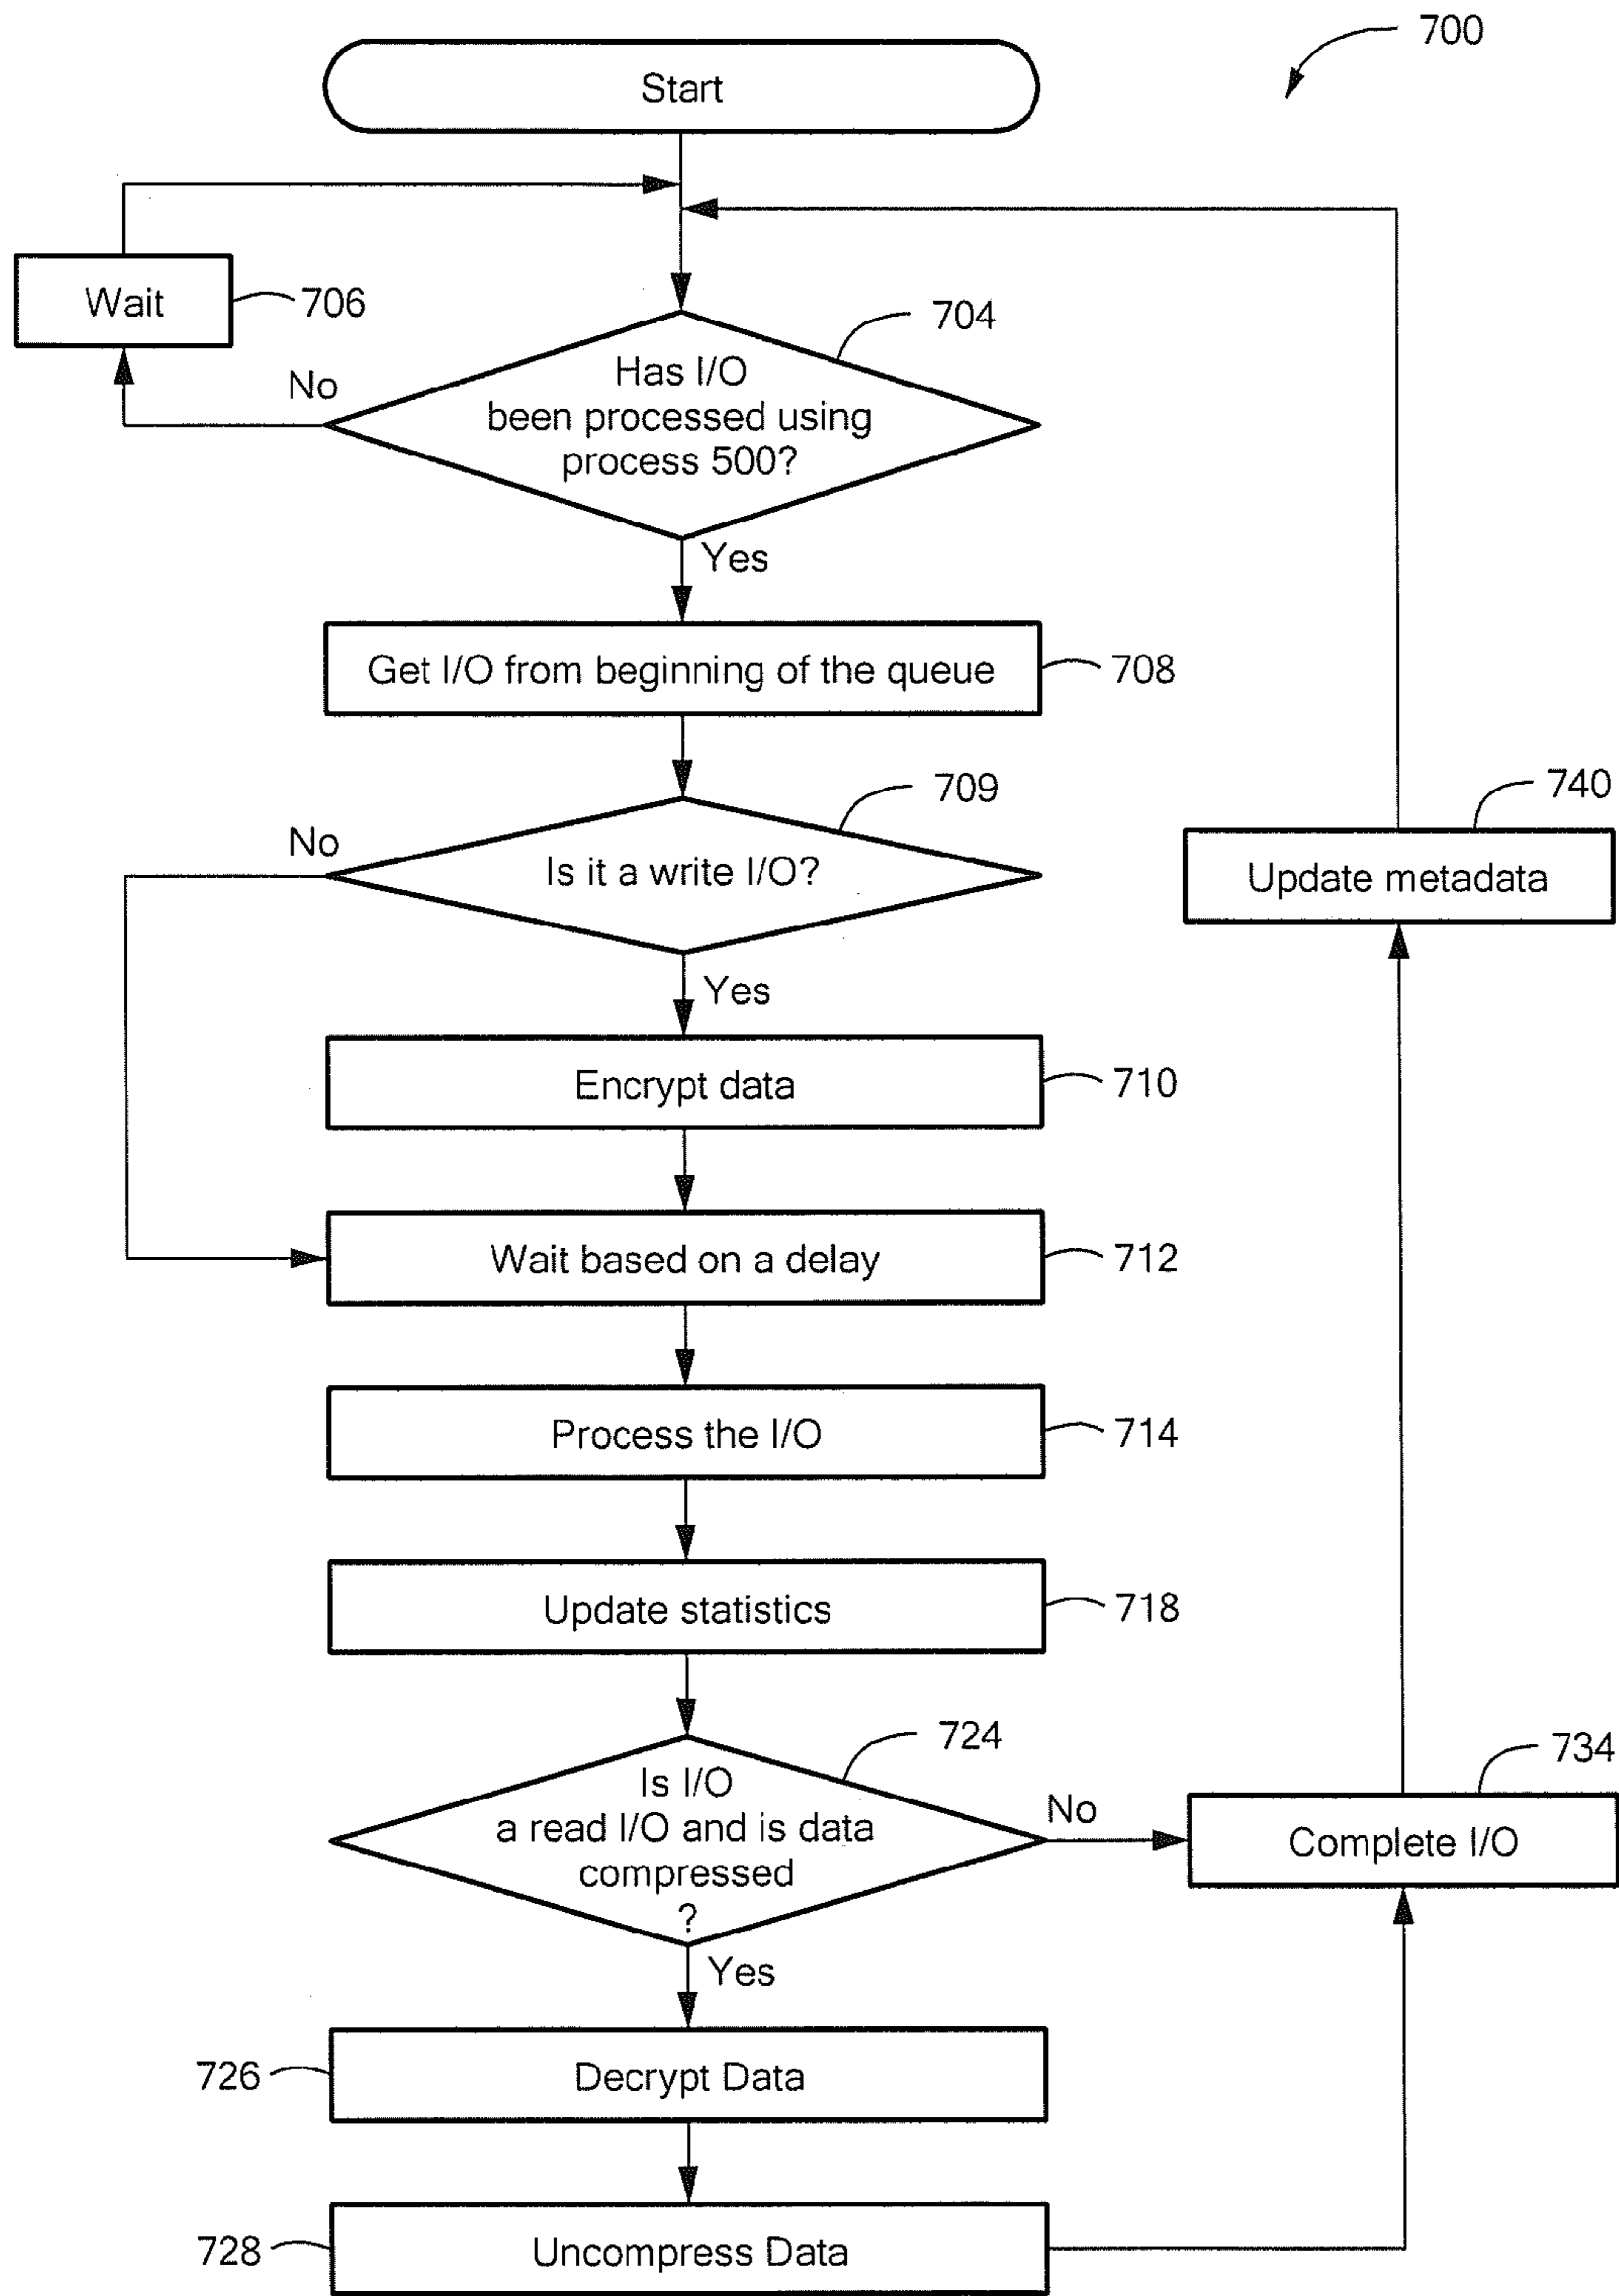 700
Start
Wait
706
704
Has I/O
been processed using
process 500?
No
Yes
Get I/O from beginning of the queue
708
709
Is it a write I/O?
No
Yes
740
Update metadata
Encrypt data
710
Wait based on a delay
712
Process the I/O
714
Update statistics
718
724
Is I/O
a read I/O and is data
compressed
?
No
Yes
734
Complete I/O
726
Decrypt Data
728
Uncompress Data